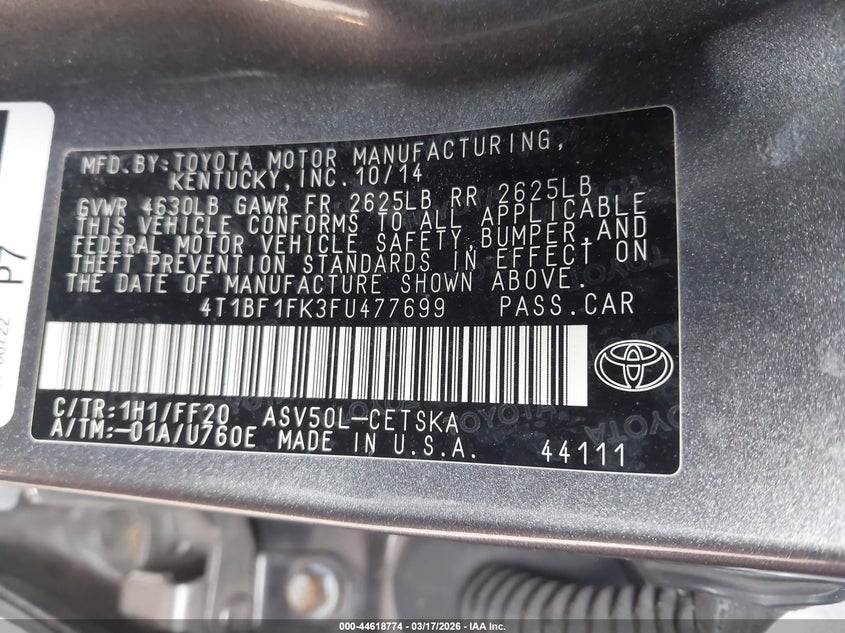 MFD. BY: TOYOTA MOTOR MANUFACTURING,
KENTUCKY, INC. 10/14
GVWR 4630LB GAWR FR 2625LB RR 2625LB
THIS VEHICLE CONFORMS TO ALL APPLICABLE
FEDERAL MOTOR VEHICLE SAFETY, BUMPER, AND
THEFT PREVENTION STANDARDS IN EFFECT ON
THE DATE OF MANUFACTURE SHOWN ABOVE.
4T1BF1FK3FU477699 PASS. CAR
C/TR: 1H1/FF20 ASV50L-CETSKA
A/TM: -01A/U760E MADE IN U.S.A. 44111
P7
000-44618774 - 03/17/2026 - IAA Inc.